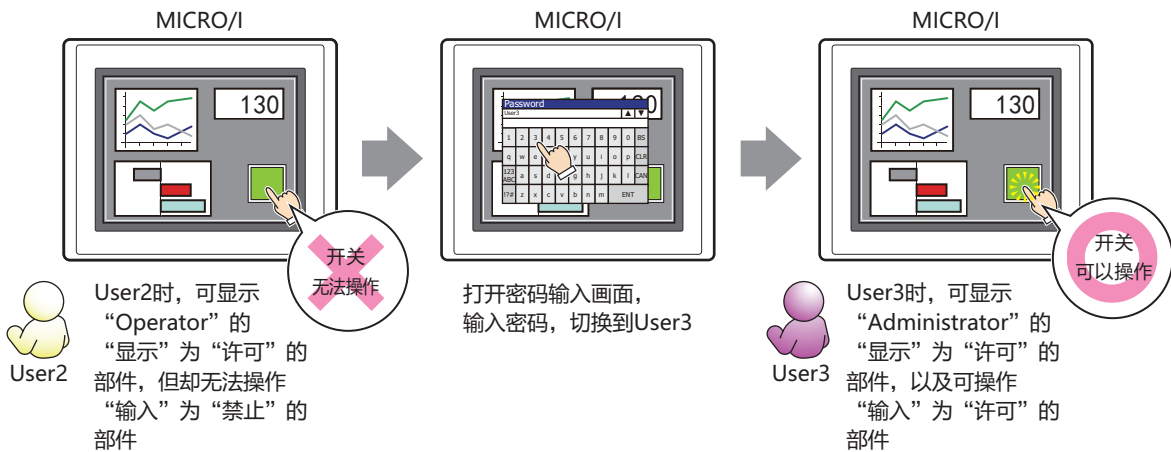 MICRO/I
130
开关
无法操作
User2
User2时，可显示
“Operator”的
“显示”为“许可”的
部件，但却无法操作
“输入”为“禁止”的
部件
MICRO/I
Password
User3
▲ ▼
1 2 3 4 5 6 7 8 9 0 BS
q w e y u i o p CLR
123 ABC a s d g h j k l CAN
!?# z x c v b n m ENT
打开密码输入画面，
输入密码，切换到User3
MICRO/I
130
开关
可以操作
User3
User3时，可显示
“Administrator”的
“显示”为“许可”的
部件，以及可操作
“输入”为“许可”的
部件